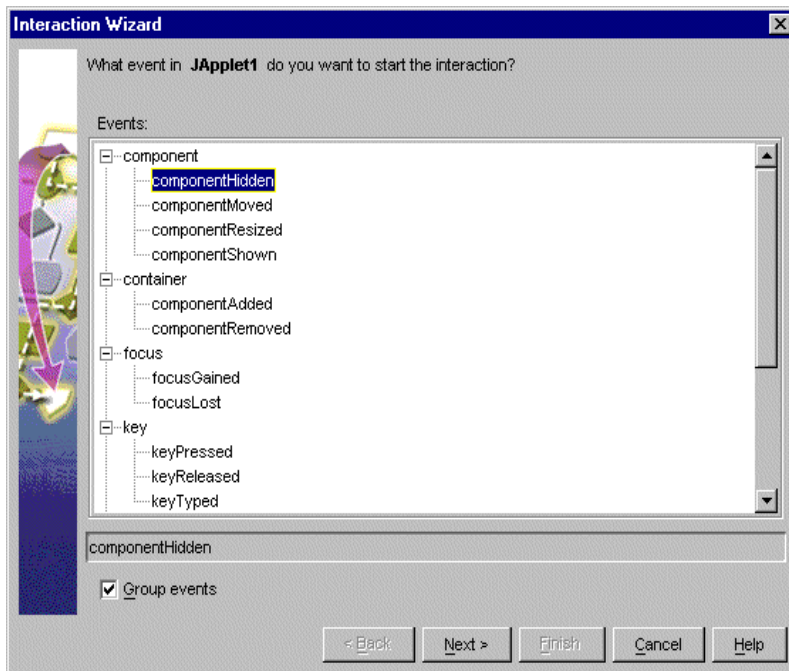 Interaction Wizard
What event in JApplet1 do you want to start the interaction?
Events:
component
componentHidden
componentMoved
componentResized
componentShown
container
componentAdded
componentRemoved
focus
focusGained
focusLost
key
keyPressed
keyReleased
keyTyped
componentHidden
Group events
< Back Next > Finish Cancel Help